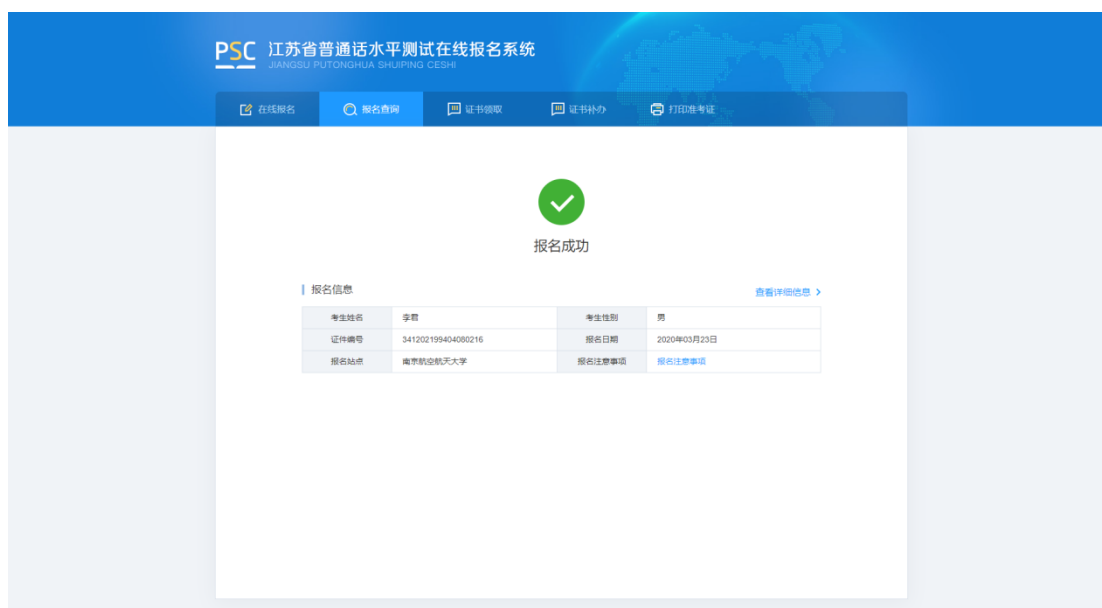 PSC 江苏省普通话水平测试在线报名系统
JIANGSU PUTONGHUA SHUIPING CESHI
在线报名 报名查询 证书领取 证书补办 打印准考证
报名成功
报名信息 查看详细信息
考生姓名 李君 考生性别 男
证件编号 341202199404080216 报名日期 2020年03月23日
报名站点 南京航空航天大学 报名注意事项 报名注意事项